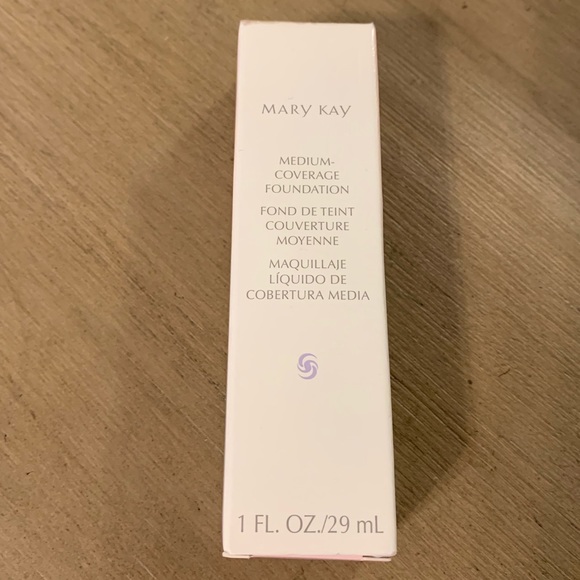 MARY KAY
MEDIUM-
COVERAGE
FOUNDATION
FOND DE TEINT
COUVERTURE
MOYENNE
MAQUILLAJE
LÍQUIDO DE
COBERTURA MEDIA
1 FL. OZ./29 mL